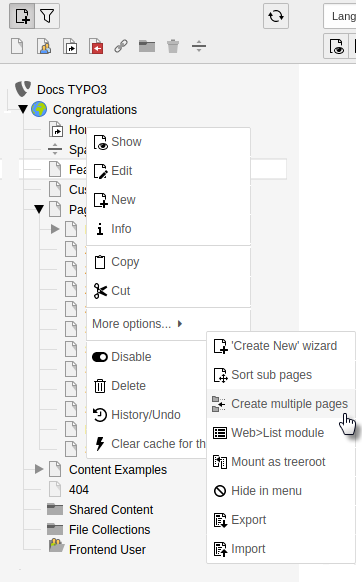 Lang
Docs TYPO3
Congratulations
Hor
Spa
Fea
Cus
Pag
Show
Edit
New
Info
Copy
Cut
More options...
Disable
Delete
History/Undo
Clear cache for th
'Create New' wizard
Sort sub pages
Create multiple pages
Web>List module
Mount as treeroot
Hide in menu
Export
Import
Content Examples
404
Shared Content
File Collections
Frontend User